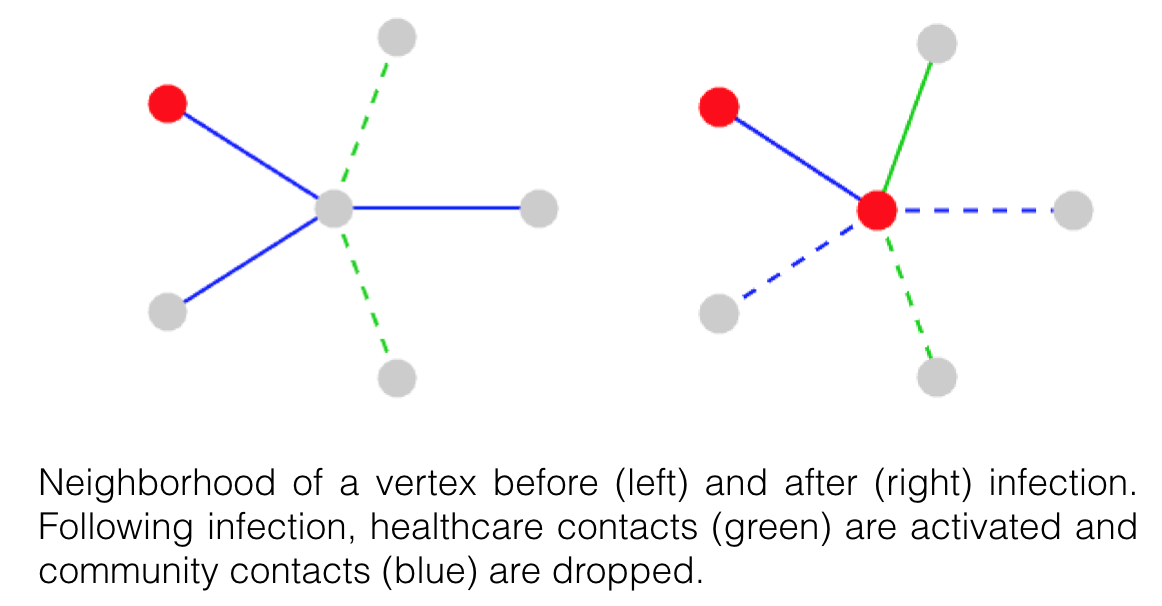 Neighborhood of a vertex before (left) and after (right) infection.
Following infection, healthcare contacts (green) are activated and
community contacts (blue) are dropped.